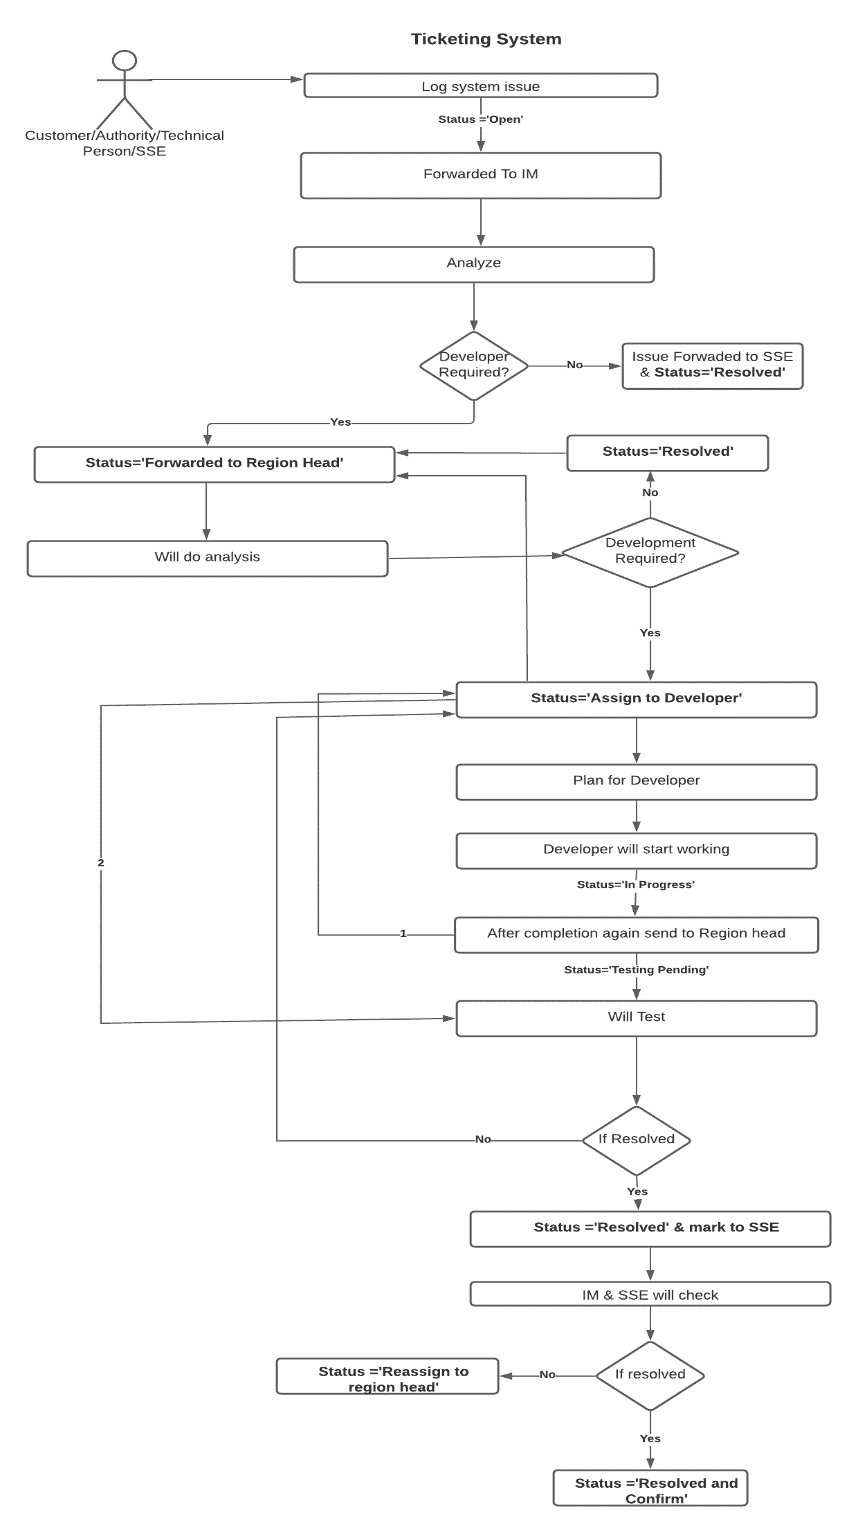 Ticketing System
Customer/Authority/Technical
Person/SSE
Log system issue
Status ='Open'
Forwarded To IM
Analyze
Developer
Required?
No
Issue Forwaded to SSE
& Status='Resolved'
Yes
Status='Forwarded to Region Head'
Status='Resolved'
No
Will do analysis
Development
Required?
Yes
Status='Assign to Developer'
Plan for Developer
2
Developer will start working
Status='In Progress'
1
After completion again send to Region head
Status='Testing Pending'
Will Test
No
If Resolved
Yes
Status ='Resolved' & mark to SSE
IM & SSE will check
Status ='Reassign to
region head'
No
If resolved
Yes
Status ='Resolved and
Confirm'